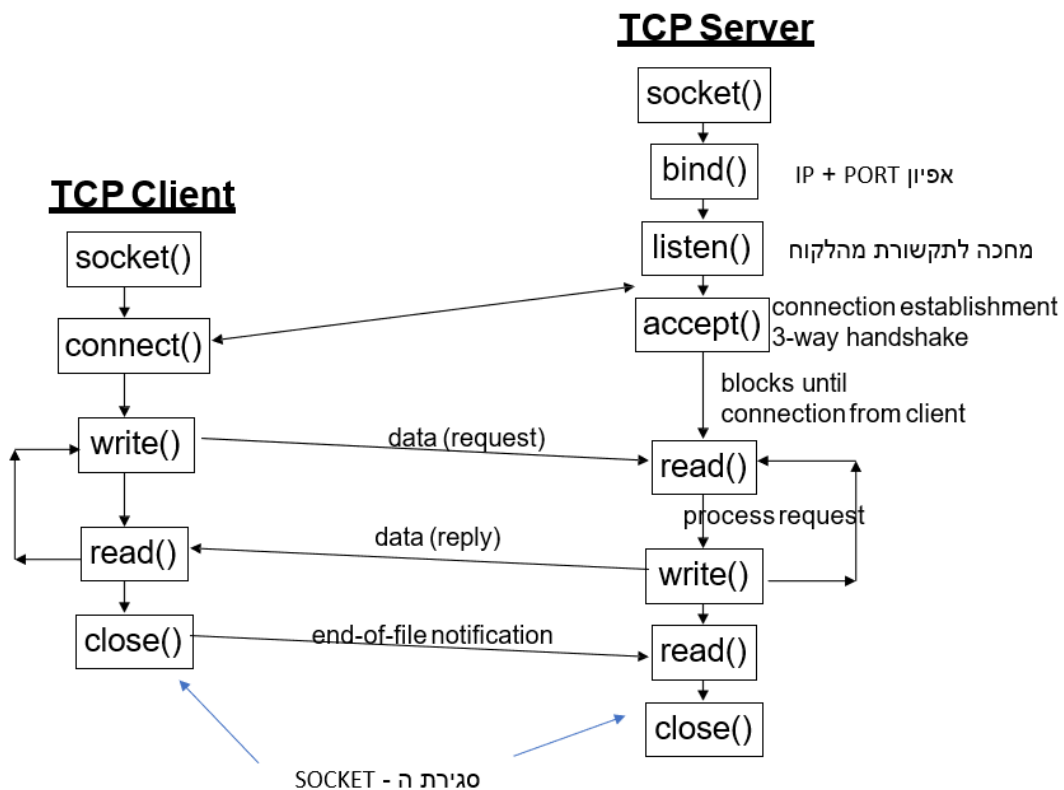 TCP Server
socket()
bind()
אפיון IP + PORT
TCP Client
listen()
מחכה לתקשורת מהלקוח
socket()
accept()
connection establishment
3-way handshake
connect()
blocks until
connection from client
write()
data (request)
read()
process request
read()
data (reply)
write()
close()
end-of-file notification
read()
close()
סגירת ה - SOCKET